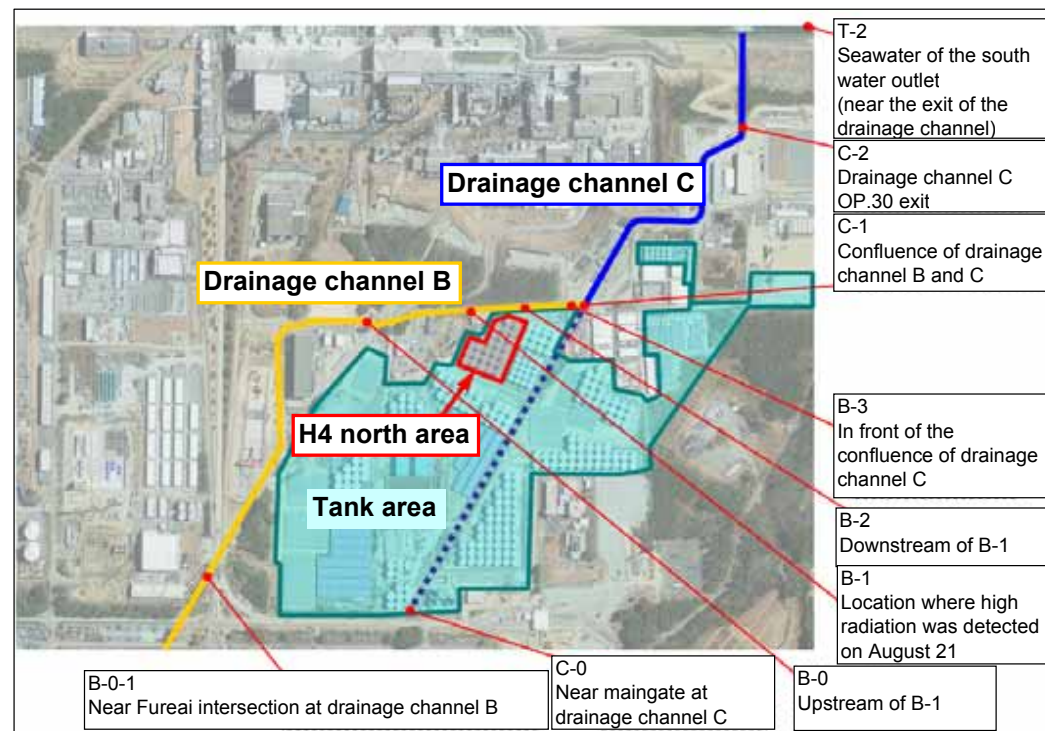 T-2
Seawater of the south
water outlet
(near the exit of the
drainage channel)
C-2
Drainage channel C
OP.30 exit
C-1
Confluence of drainage
channel B and C
Drainage channel C
Drainage channel B
H4 north area
Tank area
B-3
In front of the
confluence of drainage
channel C
B-2
Downstream of B-1
B-1
Location where high
radiation was detected
on August 21
B-0
Upstream of B-1
C-0
Near maingate at
drainage channel C
B-0-1
Near Fureai intersection at drainage channel B